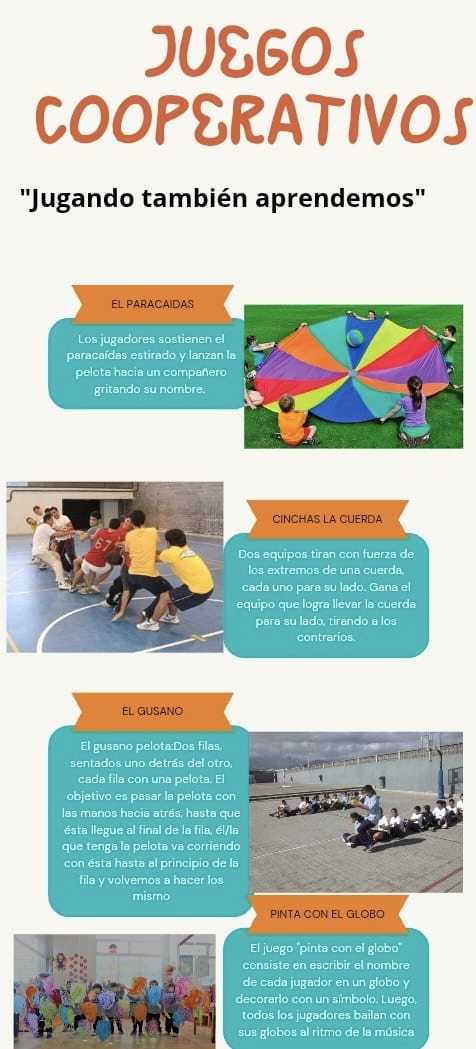 JUEGOS
COOPERATIVOS
"Jugando también aprendemos"
EL PARACAIDAS
Los jugadores sostienen el
paracaídas estirado y lanzan la
pelota hacia un compañero
gritando su nombre.
CINCHAS LA CUERDA
Dos equipos tiran con fuerza de
los extremos de una cuerda,
cada uno para su lado. Gana el
equipo que logra llevar la cuerda
para su lado, tirando a los
contrarios.
EL GUSANO
El gusano pelota:Dos filas,
sentados uno detrás del otro,
cada fila con una pelota. El
objetivo es pasar la pelota con
las manos hacia atrás, hasta que
ésta llegue al final de la fila, él/la
que tenga la pelota va corriendo
con ésta hasta al principio de la
fila y volvemos a hacer los
mismo
PINTA CON EL GLOBO
El juego "pinta con el globo"
consiste en escribir el nombre
de cada jugador en un globo y
decorarlo con un símbolo. Luego,
todos los jugadores bailan con
sus globos al ritmo de la música